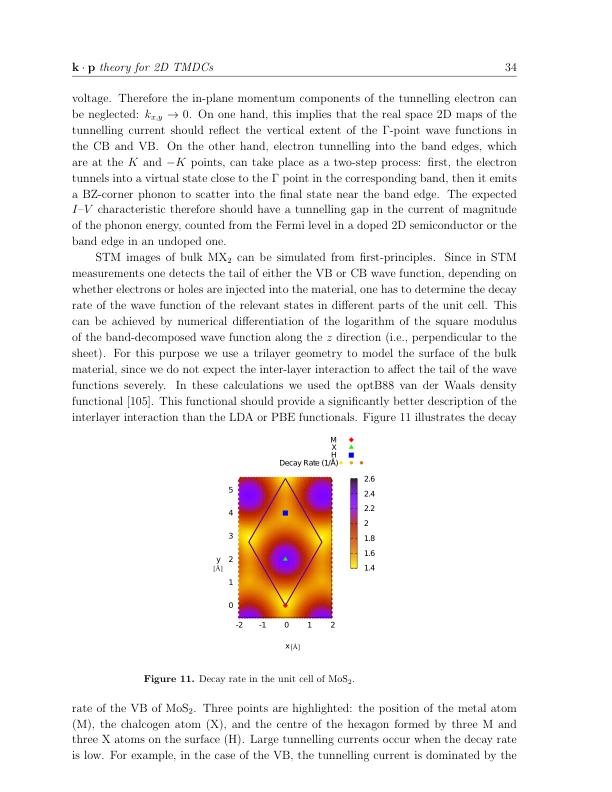 k · p theory for 2D TMDCs 34
voltage. Therefore the in-plane momentum components of the tunnelling electron can
be neglected: kx,y → 0. On one hand, this implies that the real space 2D maps of the
tunnelling current should reflect the vertical extent of the Γ-point wave functions in
the CB and VB. On the other hand, electron tunnelling into the band edges, which
are at the K and −K points, can take place as a two-step process: first, the electron
tunnels into a virtual state close to the Γ point in the corresponding band, then it emits
a BZ-corner phonon to scatter into the final state near the band edge. The expected
I–V characteristic therefore should have a tunnelling gap in the current of magnitude
of the phonon energy, counted from the Fermi level in a doped 2D semiconductor or the
band edge in an undoped one.
STM images of bulk MX₂ can be simulated from first-principles. Since in STM
measurements one detects the tail of either the VB or CB wave function, depending on
whether electrons or holes are injected into the material, one has to determine the decay
rate of the wave function of the relevant states in different parts of the unit cell. This
can be achieved by numerical differentiation of the logarithm of the square modulus
of the band-decomposed wave function along the z direction (i.e., perpendicular to the
sheet). For this purpose we use a trilayer geometry to model the surface of the bulk
material, since we do not expect the inter-layer interaction to affect the tail of the wave
functions severely. In these calculations we used the optB88 van der Waals density
functional [105]. This functional should provide a significantly better description of the
interlayer interaction than the LDA or PBE functionals. Figure 11 illustrates the decay
M
X
H
Decay Rate (1/Å)
5
4
3
2
1
0
y
[Å]
-2 -1 0 1 2
x [Å]
2.6
2.4
2.2
2
1.8
1.6
1.4
Figure 11. Decay rate in the unit cell of MoS₂.
rate of the VB of MoS₂. Three points are highlighted: the position of the metal atom
(M), the chalcogen atom (X), and the centre of the hexagon formed by three M and
three X atoms on the surface (H). Large tunnelling currents occur when the decay rate
is low. For example, in the case of the VB, the tunnelling current is dominated by the